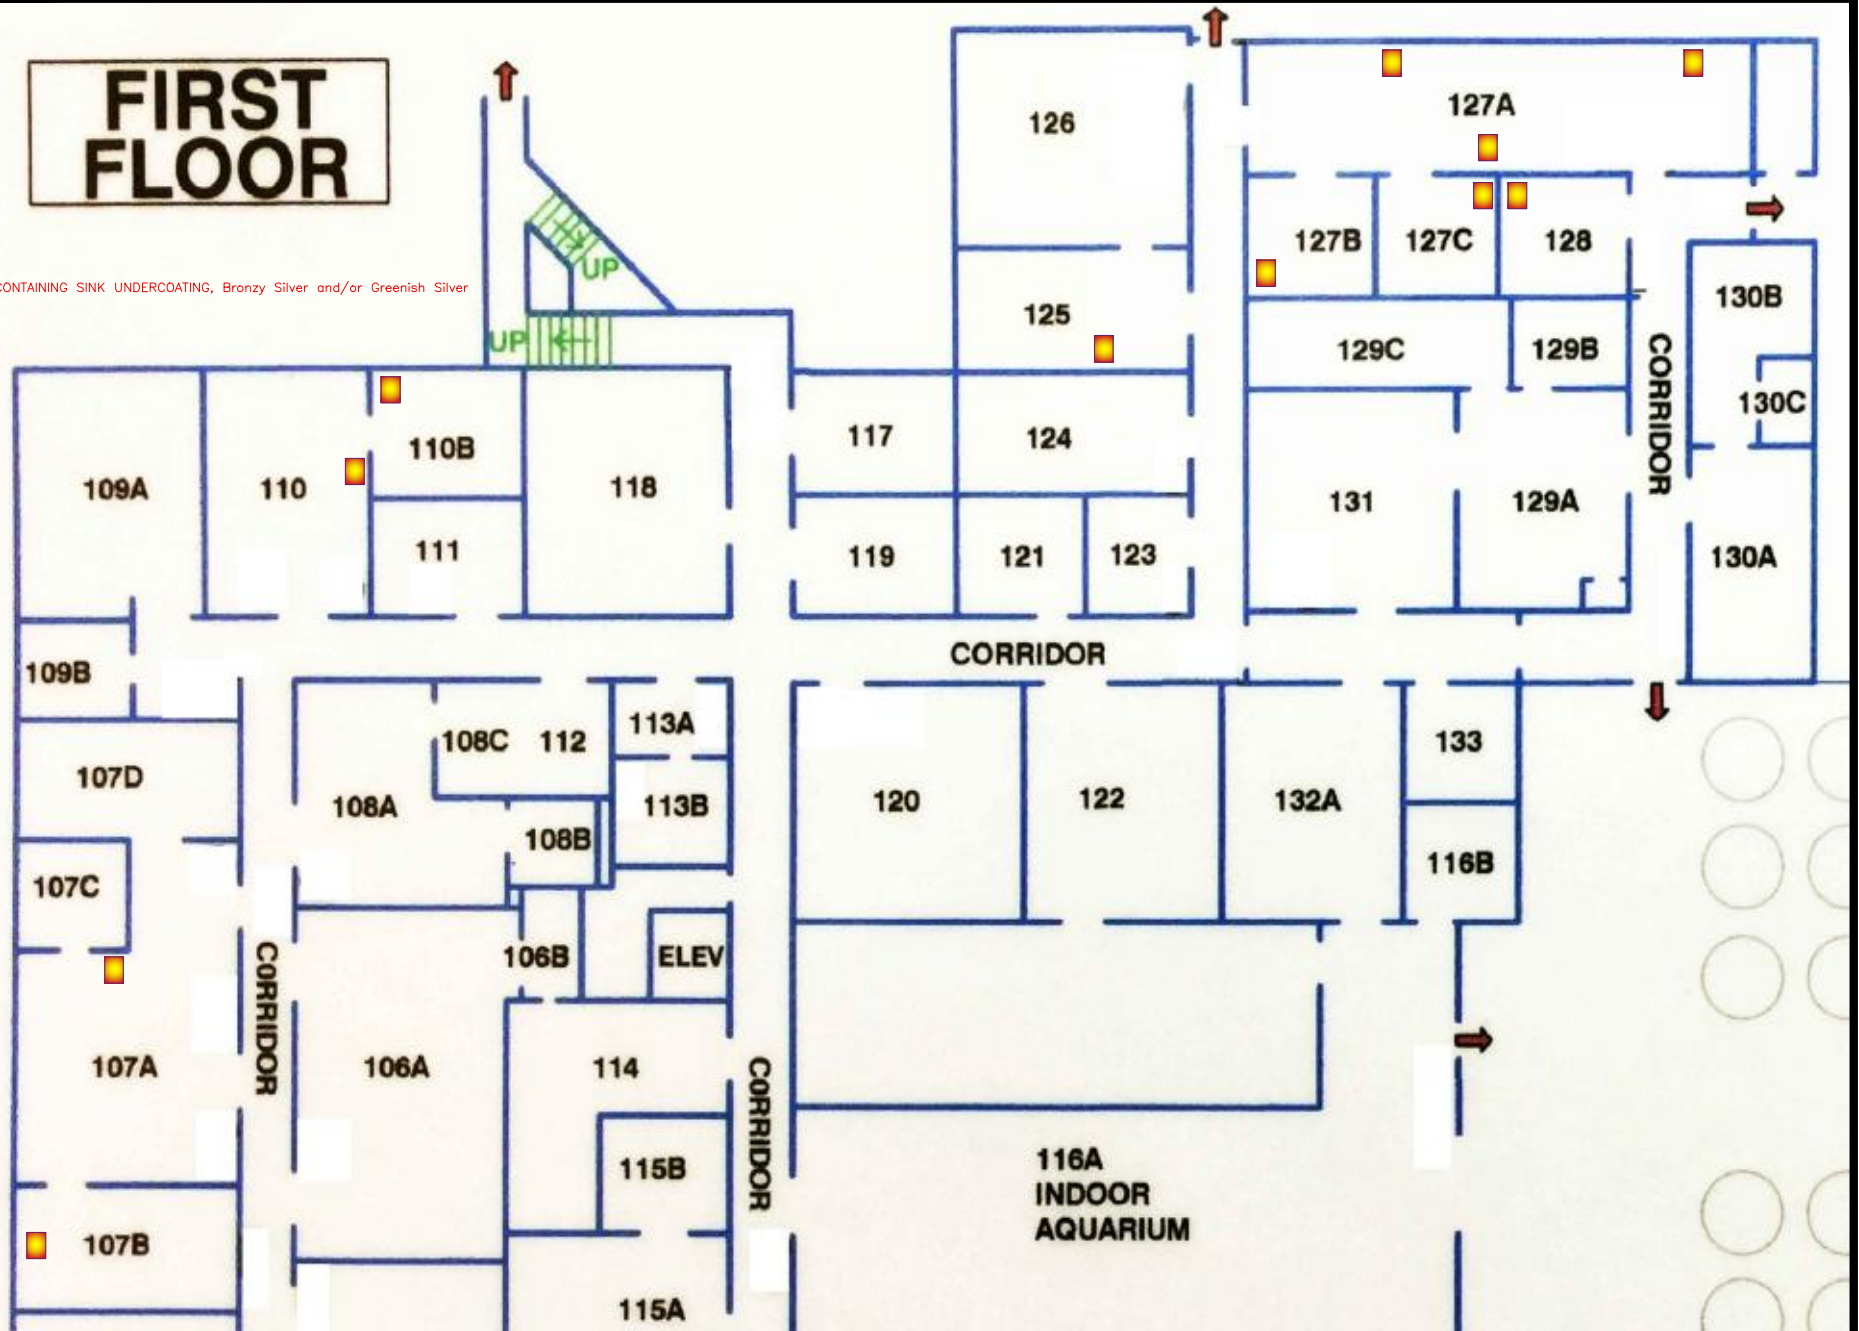 FIRST
FLOOR
126
127A
127B
127C
128
UP
CONTAINING SINK UNDERCOATING, Bronzy Silver and/or Greenish Silver
130B
125
UP
129C
129B
CORRIDOR
130C
117
124
110B
109A
110
118
131
129A
111
119
121
123
130A
CORRIDOR
109B
113A
108C
112
133
107D
108A
113B
120
122
132A
108B
116B
107C
106B
ELEV
CORRIDOR
107A
106A
114
CORRIDOR
115B
116A
INDOOR
AQUARIUM
107B
115A